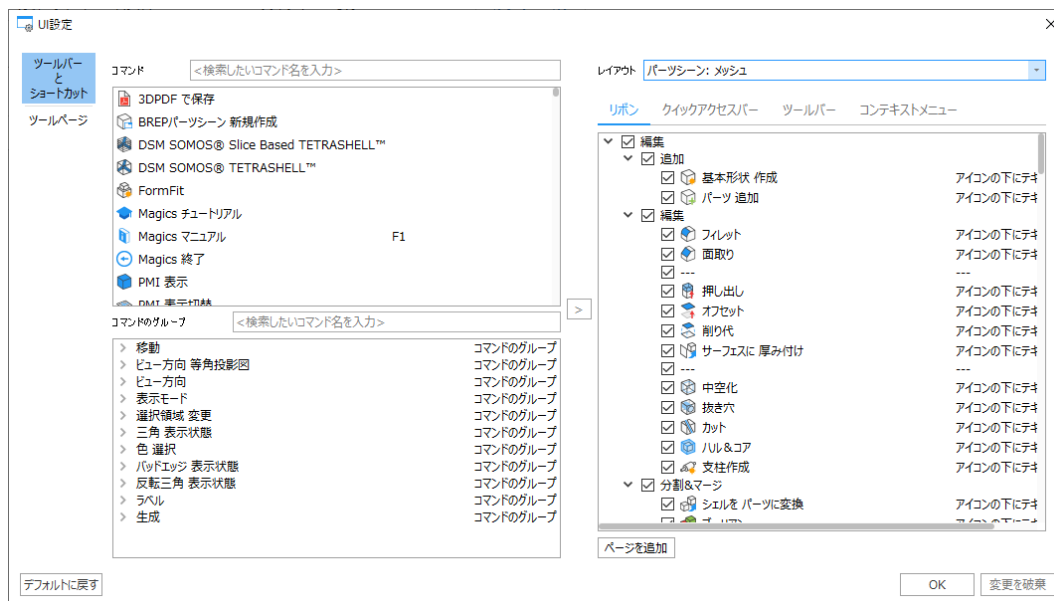 UI設定
ツールバー
と
ショートカット
ツールページ
コマンド <検索したいコマンド名を入力>
3DPDF で保存
BREPパーツシーン 新規作成
DSM SOMOS® Slice Based TETRASHELL™
DSM SOMOS® TETRASHELL™
FormFit
Magics チュートリアル
Magics マニュアル F1
Magics 終了
PMI 表示
PMI 表示切替
コマンドのグループ <検索したいコマンド名を入力>
移動 コマンドのグループ
ビュー方向 等角投影図 コマンドのグループ
ビュー方向 コマンドのグループ
表示モード コマンドのグループ
選択領域 変更 コマンドのグループ
三角 表示状態 コマンドのグループ
色 選択 コマンドのグループ
バッドエッジ 表示状態 コマンドのグループ
反転三角 表示状態 コマンドのグループ
ラベル コマンドのグループ
生成 コマンドのグループ
>
レイアウト パーツシーン: メッシュ
リボン クイックアクセスバー ツールバー コンテキストメニュー
編集
追加
基本形状 作成 アイコンの下にテキ
パーツ 追加 アイコンの下にテキ
編集
フィレット アイコンの下にテキ
面取り アイコンの下にテキ
--- ---
押し出し アイコンの下にテキ
オフセット アイコンの下にテキ
削り代 アイコンの下にテキ
サーフェスに 厚み付け アイコンの下にテキ
--- ---
中空化 アイコンの下にテキ
抜き穴 アイコンの下にテキ
カット アイコンの下にテキ
ハル&コア アイコンの下にテキ
支柱作成 アイコンの下にテキ
分割&マージ
シェルを パーツに変換 アイコンの下にテキ
ブーリアン アイコンの下にテキ
ページを追加
デフォルトに戻す
OK 変更を破棄